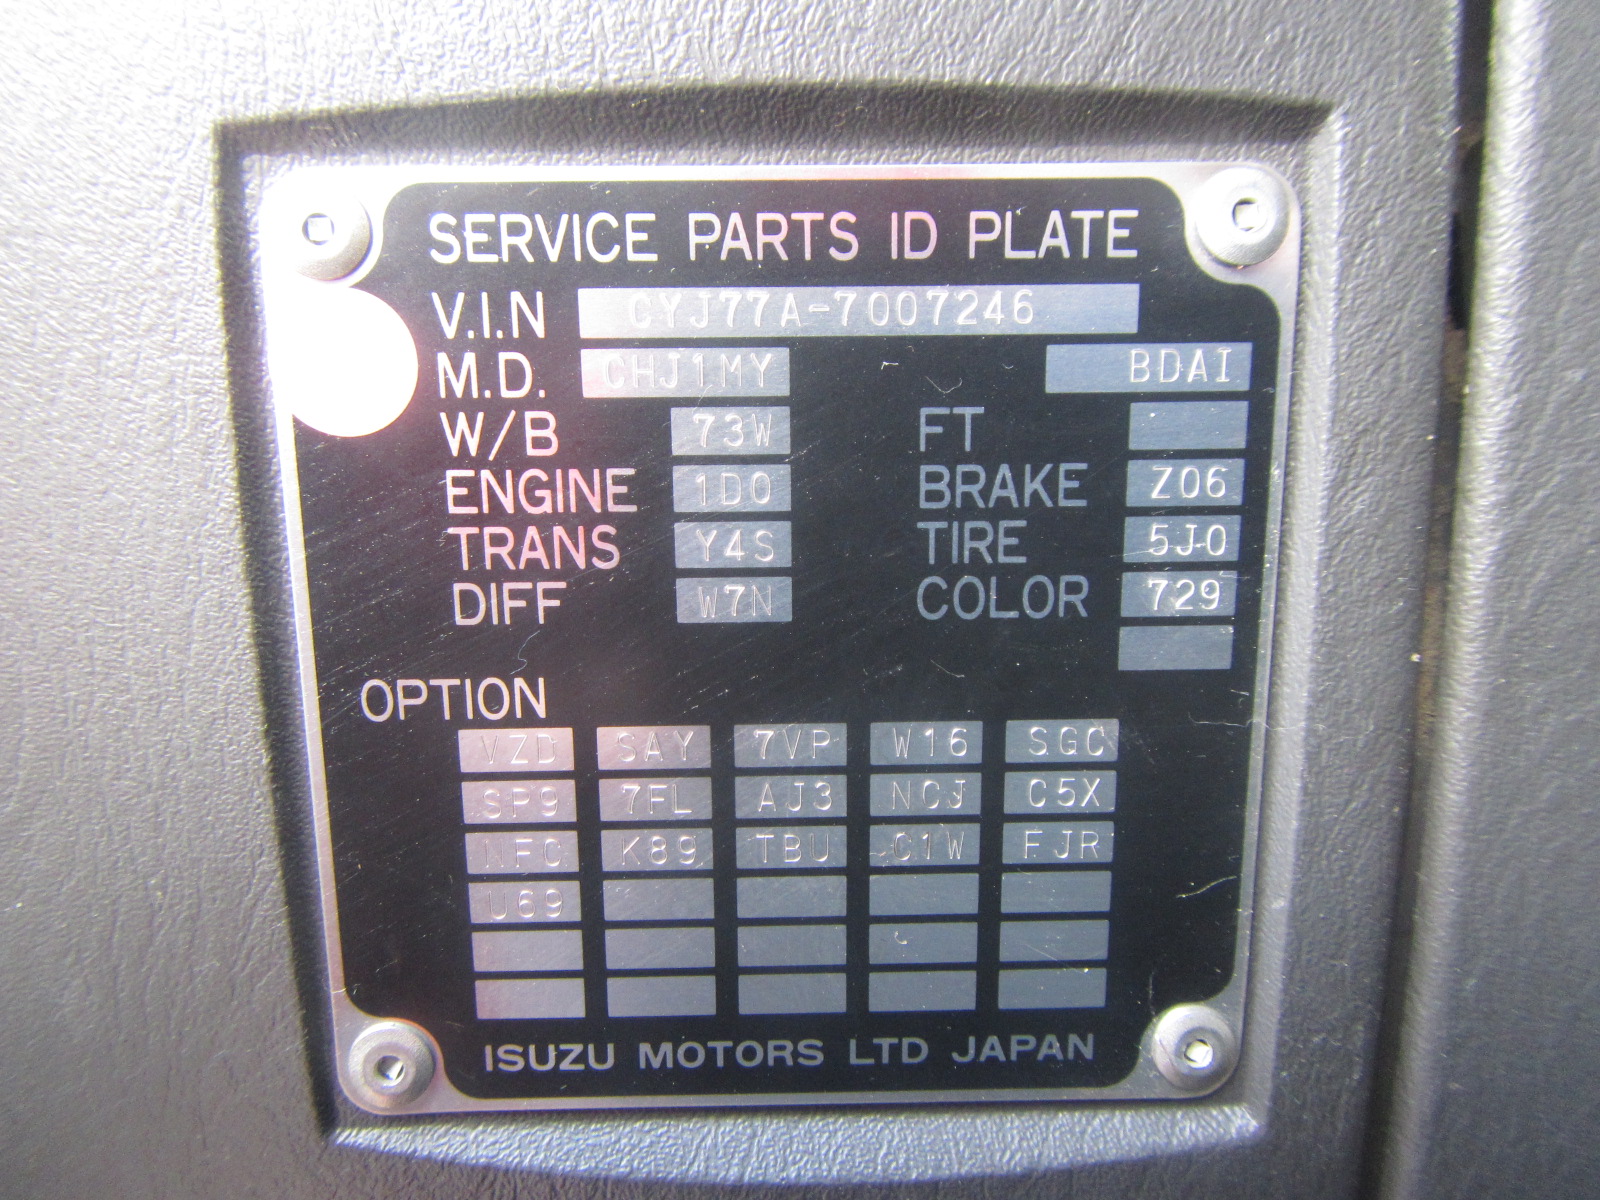 SERVICE PARTS ID PLATE
V.I.N CYJ77A-7007246
M.D. CHJ1MY BDAI
W/B 73W FT
ENGINE 1D0 BRAKE Z06
TRANS Y4S TIRE 5J0
DIFF W7N COLOR 729
OPTION
VZD SAY 7VP W16 SGC
SP9 7FL AJ3 NCJ C5X
NFC K89 TBU C1W FJR
U69
ISUZU MOTORS LTD JAPAN